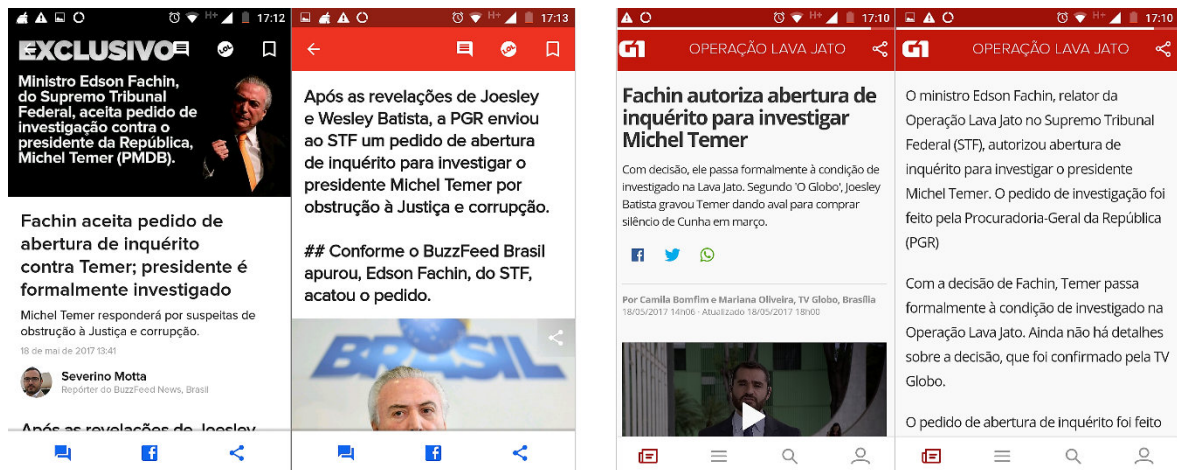 17:12
EXCLUSIVO
LOL
Ministro Edson Fachin,
do Supremo Tribunal
Federal, aceita pedido de
investigação contra o
presidente da República,
Michel Temer (PMDB).
Fachin aceita pedido de
abertura de inquérito
contra Temer; presidente é
formalmente investigado
Michel Temer responderá por suspeitas de
obstrução à Justiça e corrupção.
18 de mai de 2017 13:41
Severino Motta
Repórter do BuzzFeed News, Brasil
Após as revelações de Joesley
H+ 17:13
LOL
Após as revelações de Joesley
e Wesley Batista, a PGR enviou
ao STF um pedido de abertura
de inquérito para investigar o
presidente Michel Temer por
obstrução à Justiça e corrupção.
## Conforme o BuzzFeed Brasil
apurou, Edson Fachin, do STF,
acatou o pedido.
BRASIL
H+ 17:10
G1 OPERAÇÃO LAVA JATO
Fachin autoriza abertura de
inquérito para investigar
Michel Temer
Com decisão, ele passa formalmente à condição de
investigado na Lava Jato. Segundo 'O Globo', Joesley
Batista gravou Temer dando aval para comprar
silêncio de Cunha em março.
Por Camila Bomfim e Mariana Oliveira, TV Globo, Brasília
18/05/2017 14h06 · Atualizado 18/05/2017 18h00
H+ 17:10
G1 OPERAÇÃO LAVA JATO
O ministro Edson Fachin, relator da
Operação Lava Jato no Supremo Tribunal
Federal (STF), autorizou abertura de
inquérito para investigar o presidente
Michel Temer. O pedido de investigação foi
feito pela Procuradoria-Geral da República
(PGR)
Com a decisão de Fachin, Temer passa
formalmente à condição de investigado na
Operação Lava Jato. Ainda não há detalhes
sobre a decisão, que foi confirmado pela TV
Globo.
O pedido de abertura de inquérito foi feito